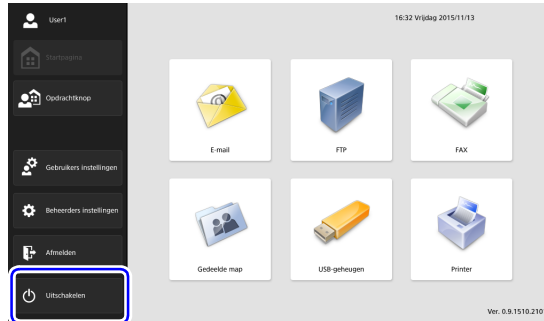 User1
16:32 Vrijdag 2015/11/13
Startpagina
Opdrachtknop
Gebruikers instellingen
Beheerders instellingen
Afmelden
Uitschakelen
E-mail
FTP
FAX
Gedeelde map
USB-geheugen
Printer
Ver. 0.9.1510.210